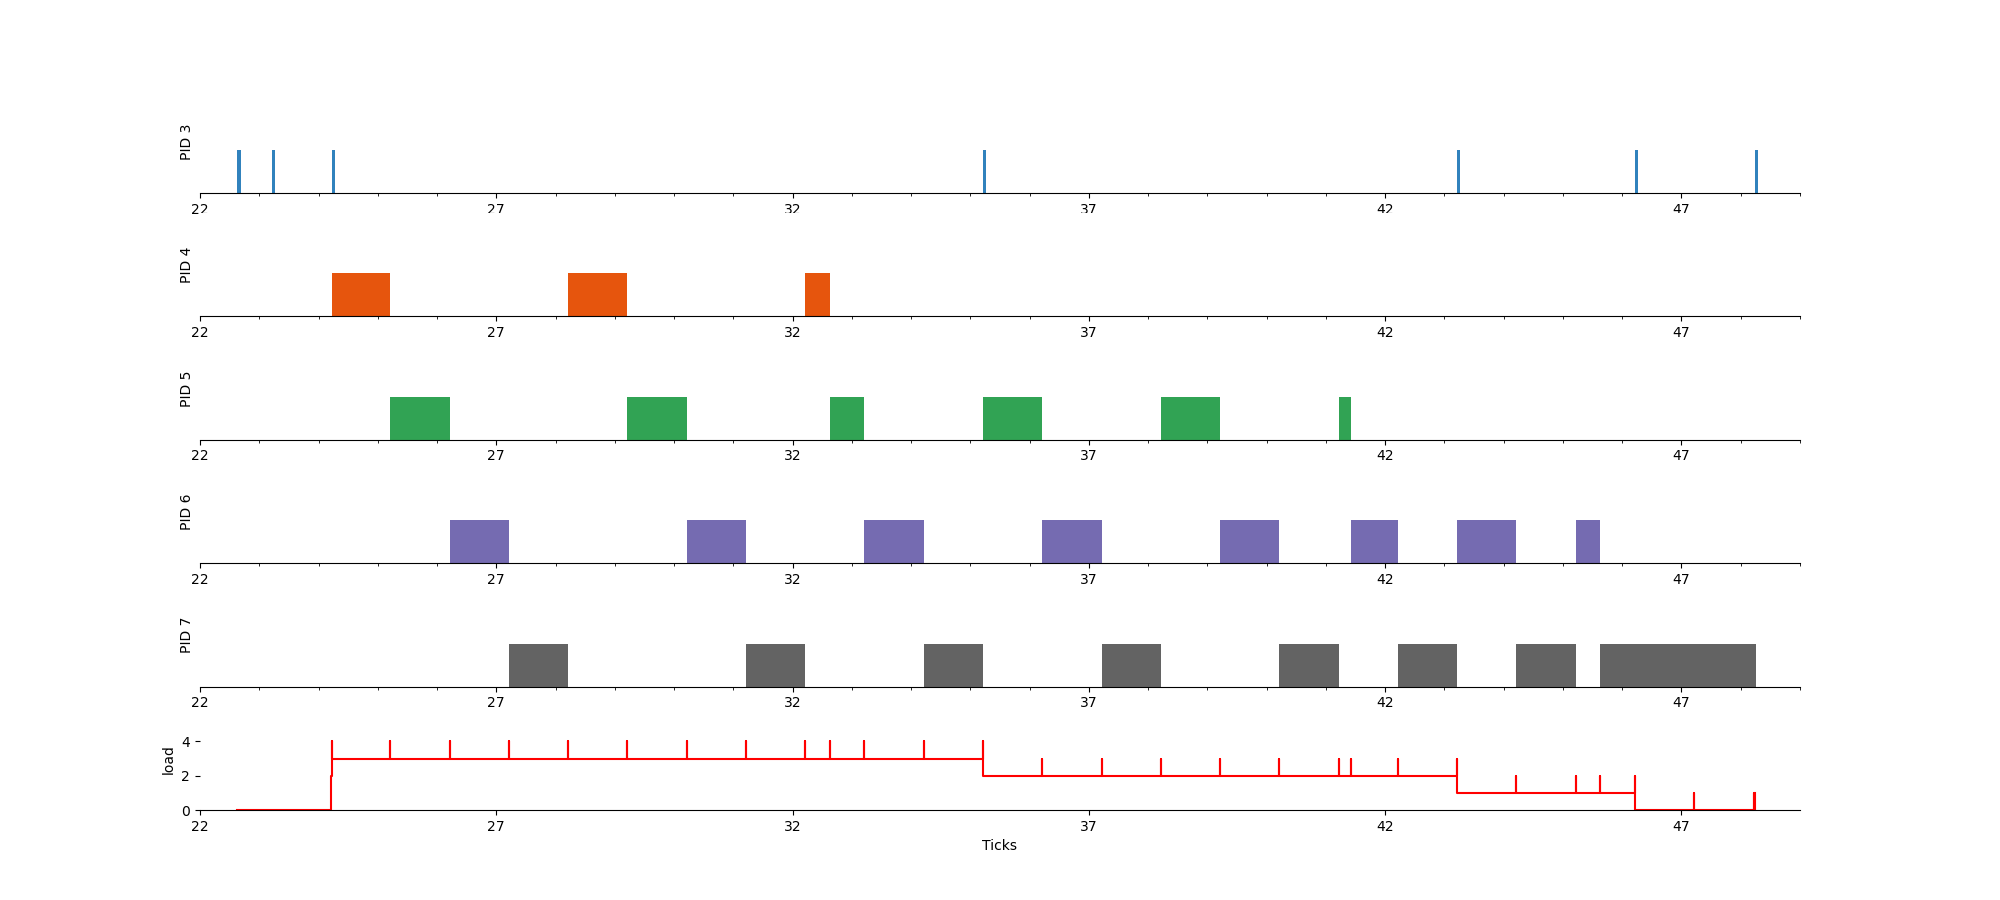 PID 3
22 27 32 37 42 47
PID 4
22 27 32 37 42 47
PID 5
22 27 32 37 42 47
PID 6
22 27 32 37 42 47
PID 7
22 27 32 37 42 47
load
4
2
0
22 27 32 37 42 47
Ticks